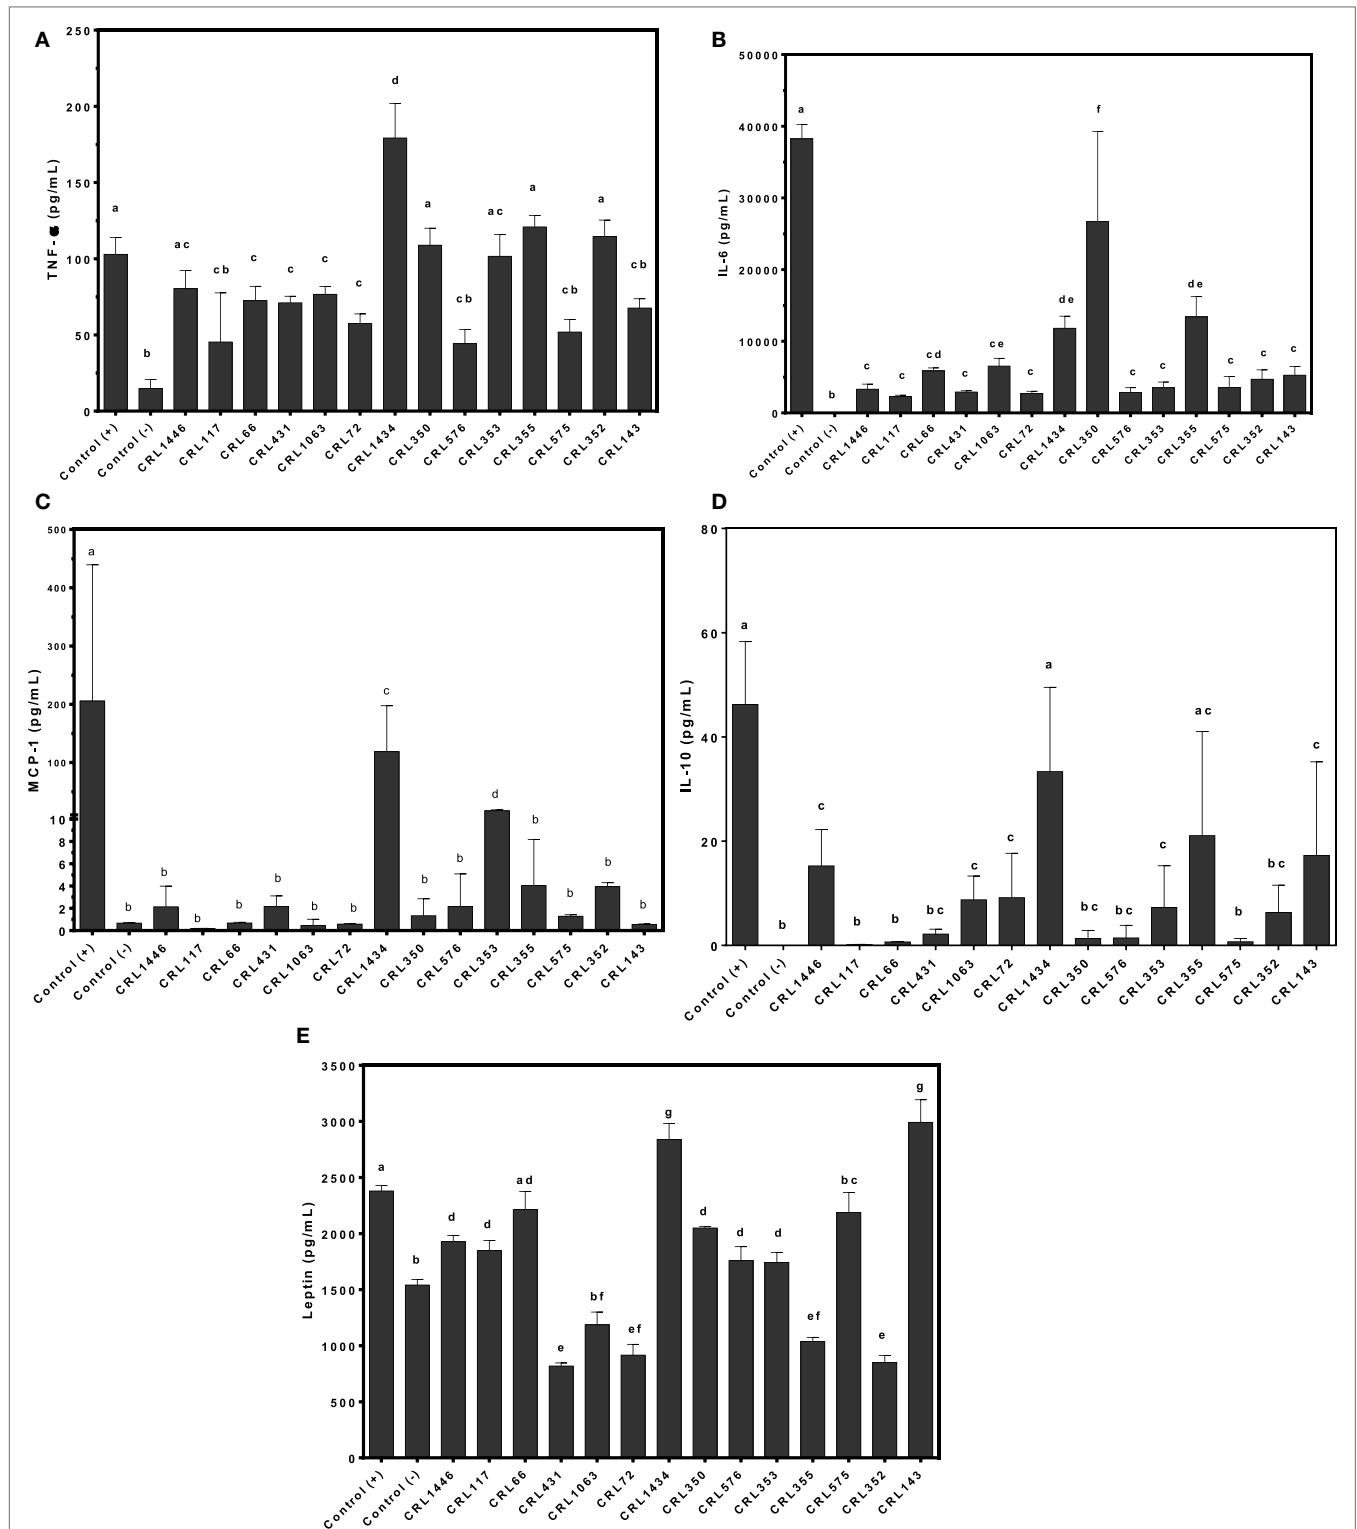 A
TNF-α (pg/mL)
250
200
150
100
50
0
a
b
a c
c b
c
c
c
c
d
a
c b
a c
a
c b
a
c b
Control (+)
Control (-)
CRL1446
CRL117
CRL66
CRL431
CRL1063
CRL72
CRL1434
CRL350
CRL576
CRL353
CRL355
CRL575
CRL352
CRL143
B
IL-6 (pg/mL)
50000
40000
30000
20000
10000
0
a
b
c
c
c d
c
c e
c
d e
f
c
c
d e
c
c
c
Control (+)
Control (-)
CRL1446
CRL117
CRL66
CRL431
CRL1063
CRL72
CRL1434
CRL350
CRL576
CRL353
CRL355
CRL575
CRL352
CRL143
C
MCP-1 (pg/mL)
500
400
300
200
100
10
8
6
4
2
0
a
b
b
b
b
b
b
b
c
b
b
d
b
b
b
b
Control (+)
Control (-)
CRL1446
CRL117
CRL66
CRL431
CRL1063
CRL72
CRL1434
CRL350
CRL576
CRL353
CRL355
CRL575
CRL352
CRL143
D
IL-10 (pg/mL)
80
60
40
20
0
a
b
c
b
b
b c
c
c
a
b c
b c
c
a c
b
b c
c
Control (+)
Control (-)
CRL1446
CRL117
CRL66
CRL431
CRL1063
CRL72
CRL1434
CRL350
CRL576
CRL353
CRL355
CRL575
CRL352
CRL143
E
Leptin (pg/mL)
3500
3000
2500
2000
1500
1000
500
0
a
b
d
d
a d
e
b f
e f
g
d
d
d
e f
b c
e
g
Control (+)
Control (-)
CRL1446
CRL117
CRL66
CRL431
CRL1063
CRL72
CRL1434
CRL350
CRL576
CRL353
CRL355
CRL575
CRL352
CRL143